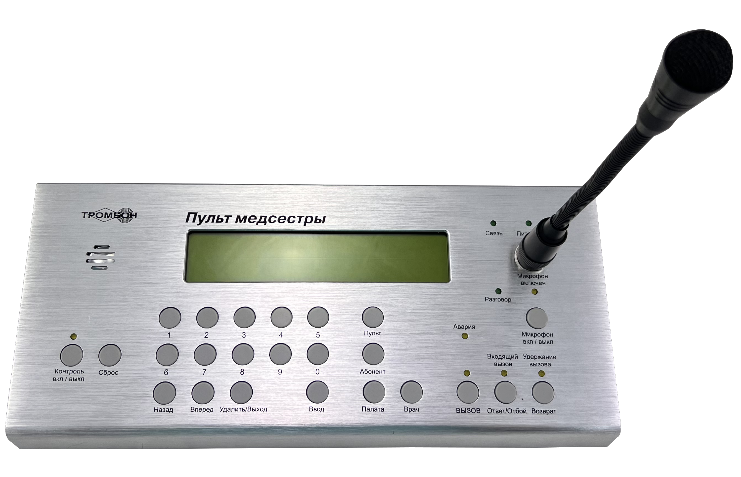 ТРОМБОН
Пульт медсестры
Связь
Микрофон
включен
Разговор
1 2 3 4 5 Пульт
Авария
Микрофон
вкл / выкл
Контроль
вкл / выкл
Сброс
6 7 8 9 0 Абонент
Входящий
вызов
Удержание
вызова
Назад Вперед Удалить/Выход Ввод Палата Врач ВЫЗОВ Ответ/Отбой Возврат